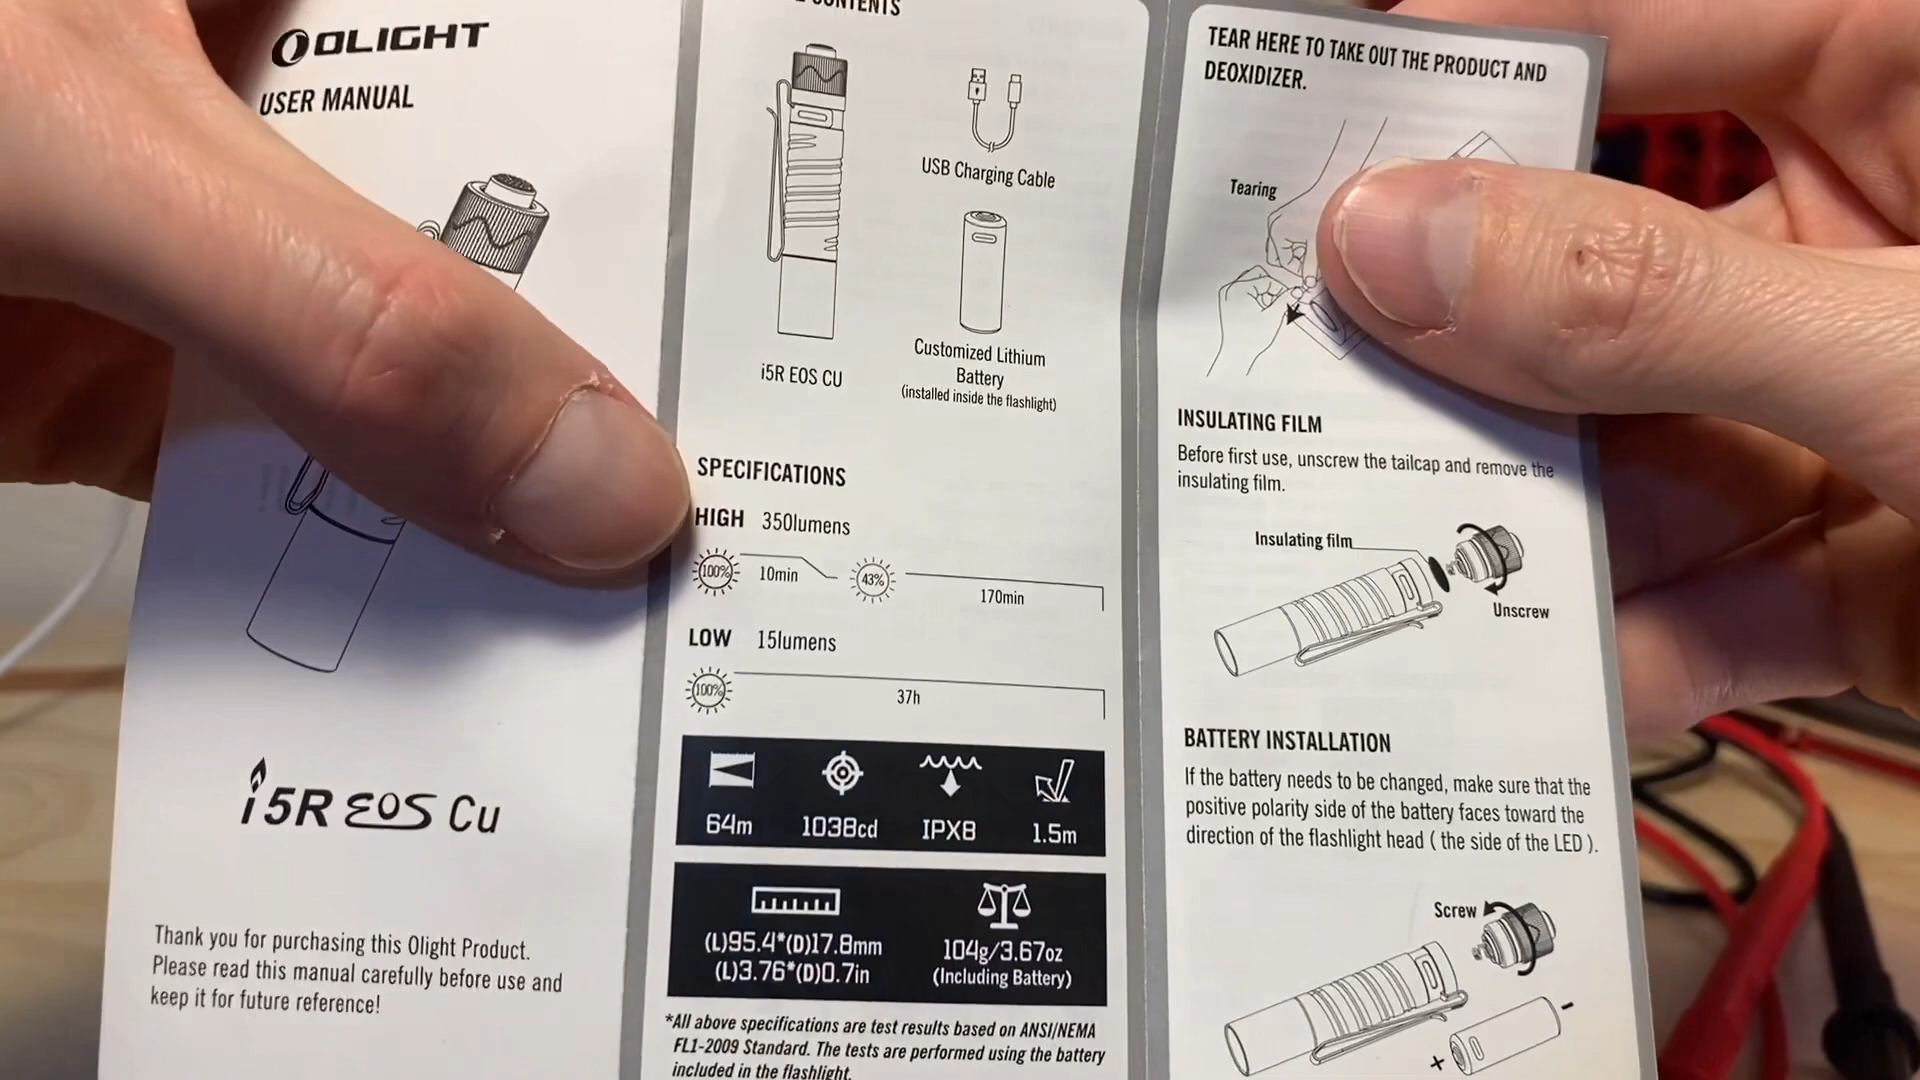 OLIGHT
USER MANUAL
i5R EOS Cu
Thank you for purchasing this Olight Product.
Please read this manual carefully before use and
keep it for future reference!
CONTENTS
USB Charging Cable
i5R EOS CU
Customized Lithium
Battery
(installed inside the flashlight)
SPECIFICATIONS
HIGH 350lumens
100% 10min 43% 170min
LOW 15lumens
100% 37h
64m 1038cd IPX8 1.5m
(L)95.4*(D)17.8mm
(L)3.76*(D)0.7in
104g/3.67oz
(Including Battery)
*All above specifications are test results based on ANSI/NEMA
FL1-2009 Standard. The tests are performed using the battery
included in the flashlight.
TEAR HERE TO TAKE OUT THE PRODUCT AND
DEOXIDIZER.
Tearing
INSULATING FILM
Before first use, unscrew the tailcap and remove the
insulating film.
Insulating film
Unscrew
BATTERY INSTALLATION
If the battery needs to be changed, make sure that the
positive polarity side of the battery faces toward the
direction of the flashlight head ( the side of the LED ).
Screw
-
+